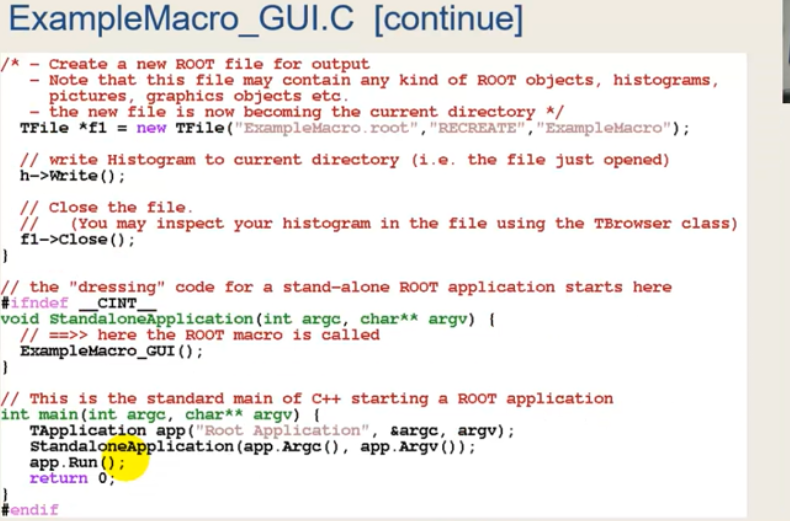 ExampleMacro_GUI.C [continue]
/* - Create a new ROOT file for output
- Note that this file may contain any kind of ROOT objects, histograms,
pictures, graphics objects etc.
- the new file is now becoming the current directory */
TFile *f1 = new TFile("ExampleMacro.root","RECREATE","ExampleMacro");
// write Histogram to current directory (i.e. the file just opened)
h->Write();
// Close the file.
// (You may inspect your histogram in the file using the TBrowser class)
f1->Close();
}
// the "dressing" code for a stand-alone ROOT application starts here
#ifndef __CINT__
void StandaloneApplication(int argc, char** argv) {
// ==>> here the ROOT macro is called
ExampleMacro_GUI();
}
// This is the standard main of C++ starting a ROOT application
int main(int argc, char** argv) {
TApplication app("Root Application", &argc, argv);
StandaloneApplication(app.Argc(), app.Argv());
app.Run();
return 0;
}
#endif